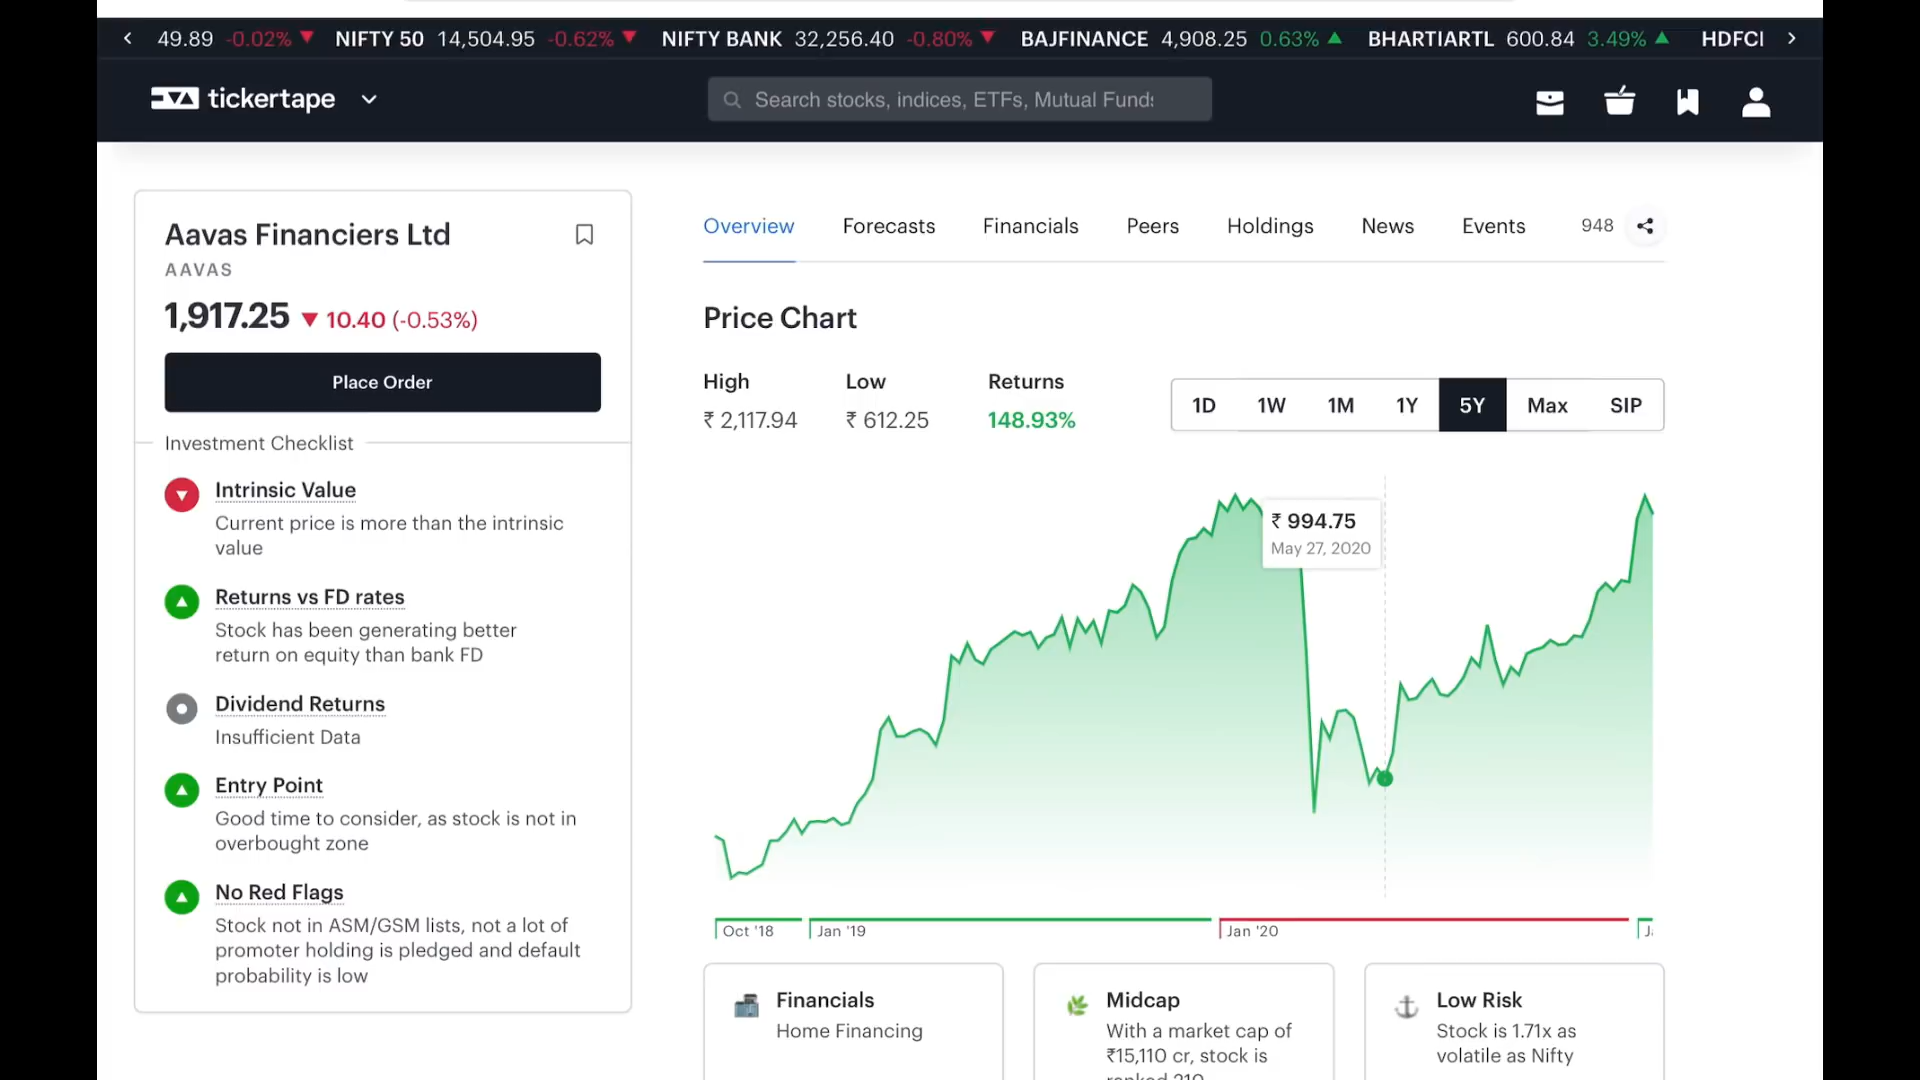 49.89 -0.02% NIFTY 50 14,504.95 -0.62% NIFTY BANK 32,256.40 -0.80% BAJFINANCE 4,908.25 0.63% BHARTIARTL 600.84 3.49% HDFCI
tickertape
Search stocks, indices, ETFs, Mutual Funds
Aavas Financiers Ltd
AAVAS
1,917.25 10.40 (-0.53%)
Place Order
Investment Checklist
Intrinsic Value
Current price is more than the intrinsic
value
Returns vs FD rates
Stock has been generating better
return on equity than bank FD
Dividend Returns
Insufficient Data
Entry Point
Good time to consider, as stock is not in
overbought zone
No Red Flags
Stock not in ASM/GSM lists, not a lot of
promoter holding is pledged and default
probability is low
Overview Forecasts Financials Peers Holdings News Events 948
Price Chart
High Low Returns
₹ 2,117.94 ₹ 612.25 148.93%
1D 1W 1M 1Y 5Y Max SIP
₹ 994.75
May 27, 2020
Oct '18 Jan '19 Jan '20
Financials
Home Financing
Midcap
With a market cap of
₹15,110 cr, stock is
ranked 210
Low Risk
Stock is 1.71x as
volatile as Nifty